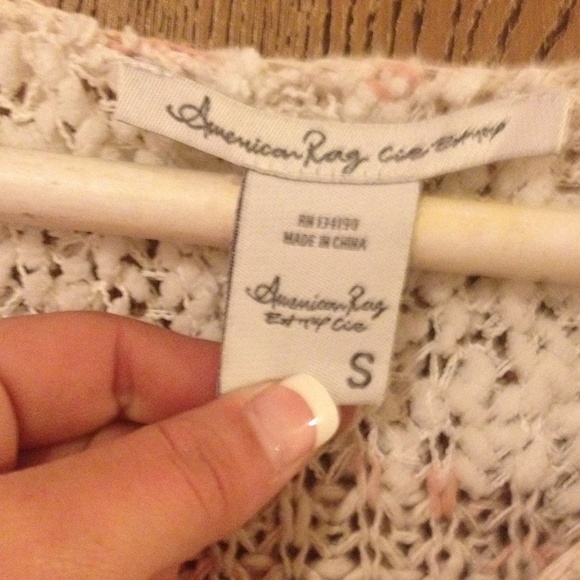 American Rag Cie
RN 134190
MADE IN CHINA
American Rag
Cie
S